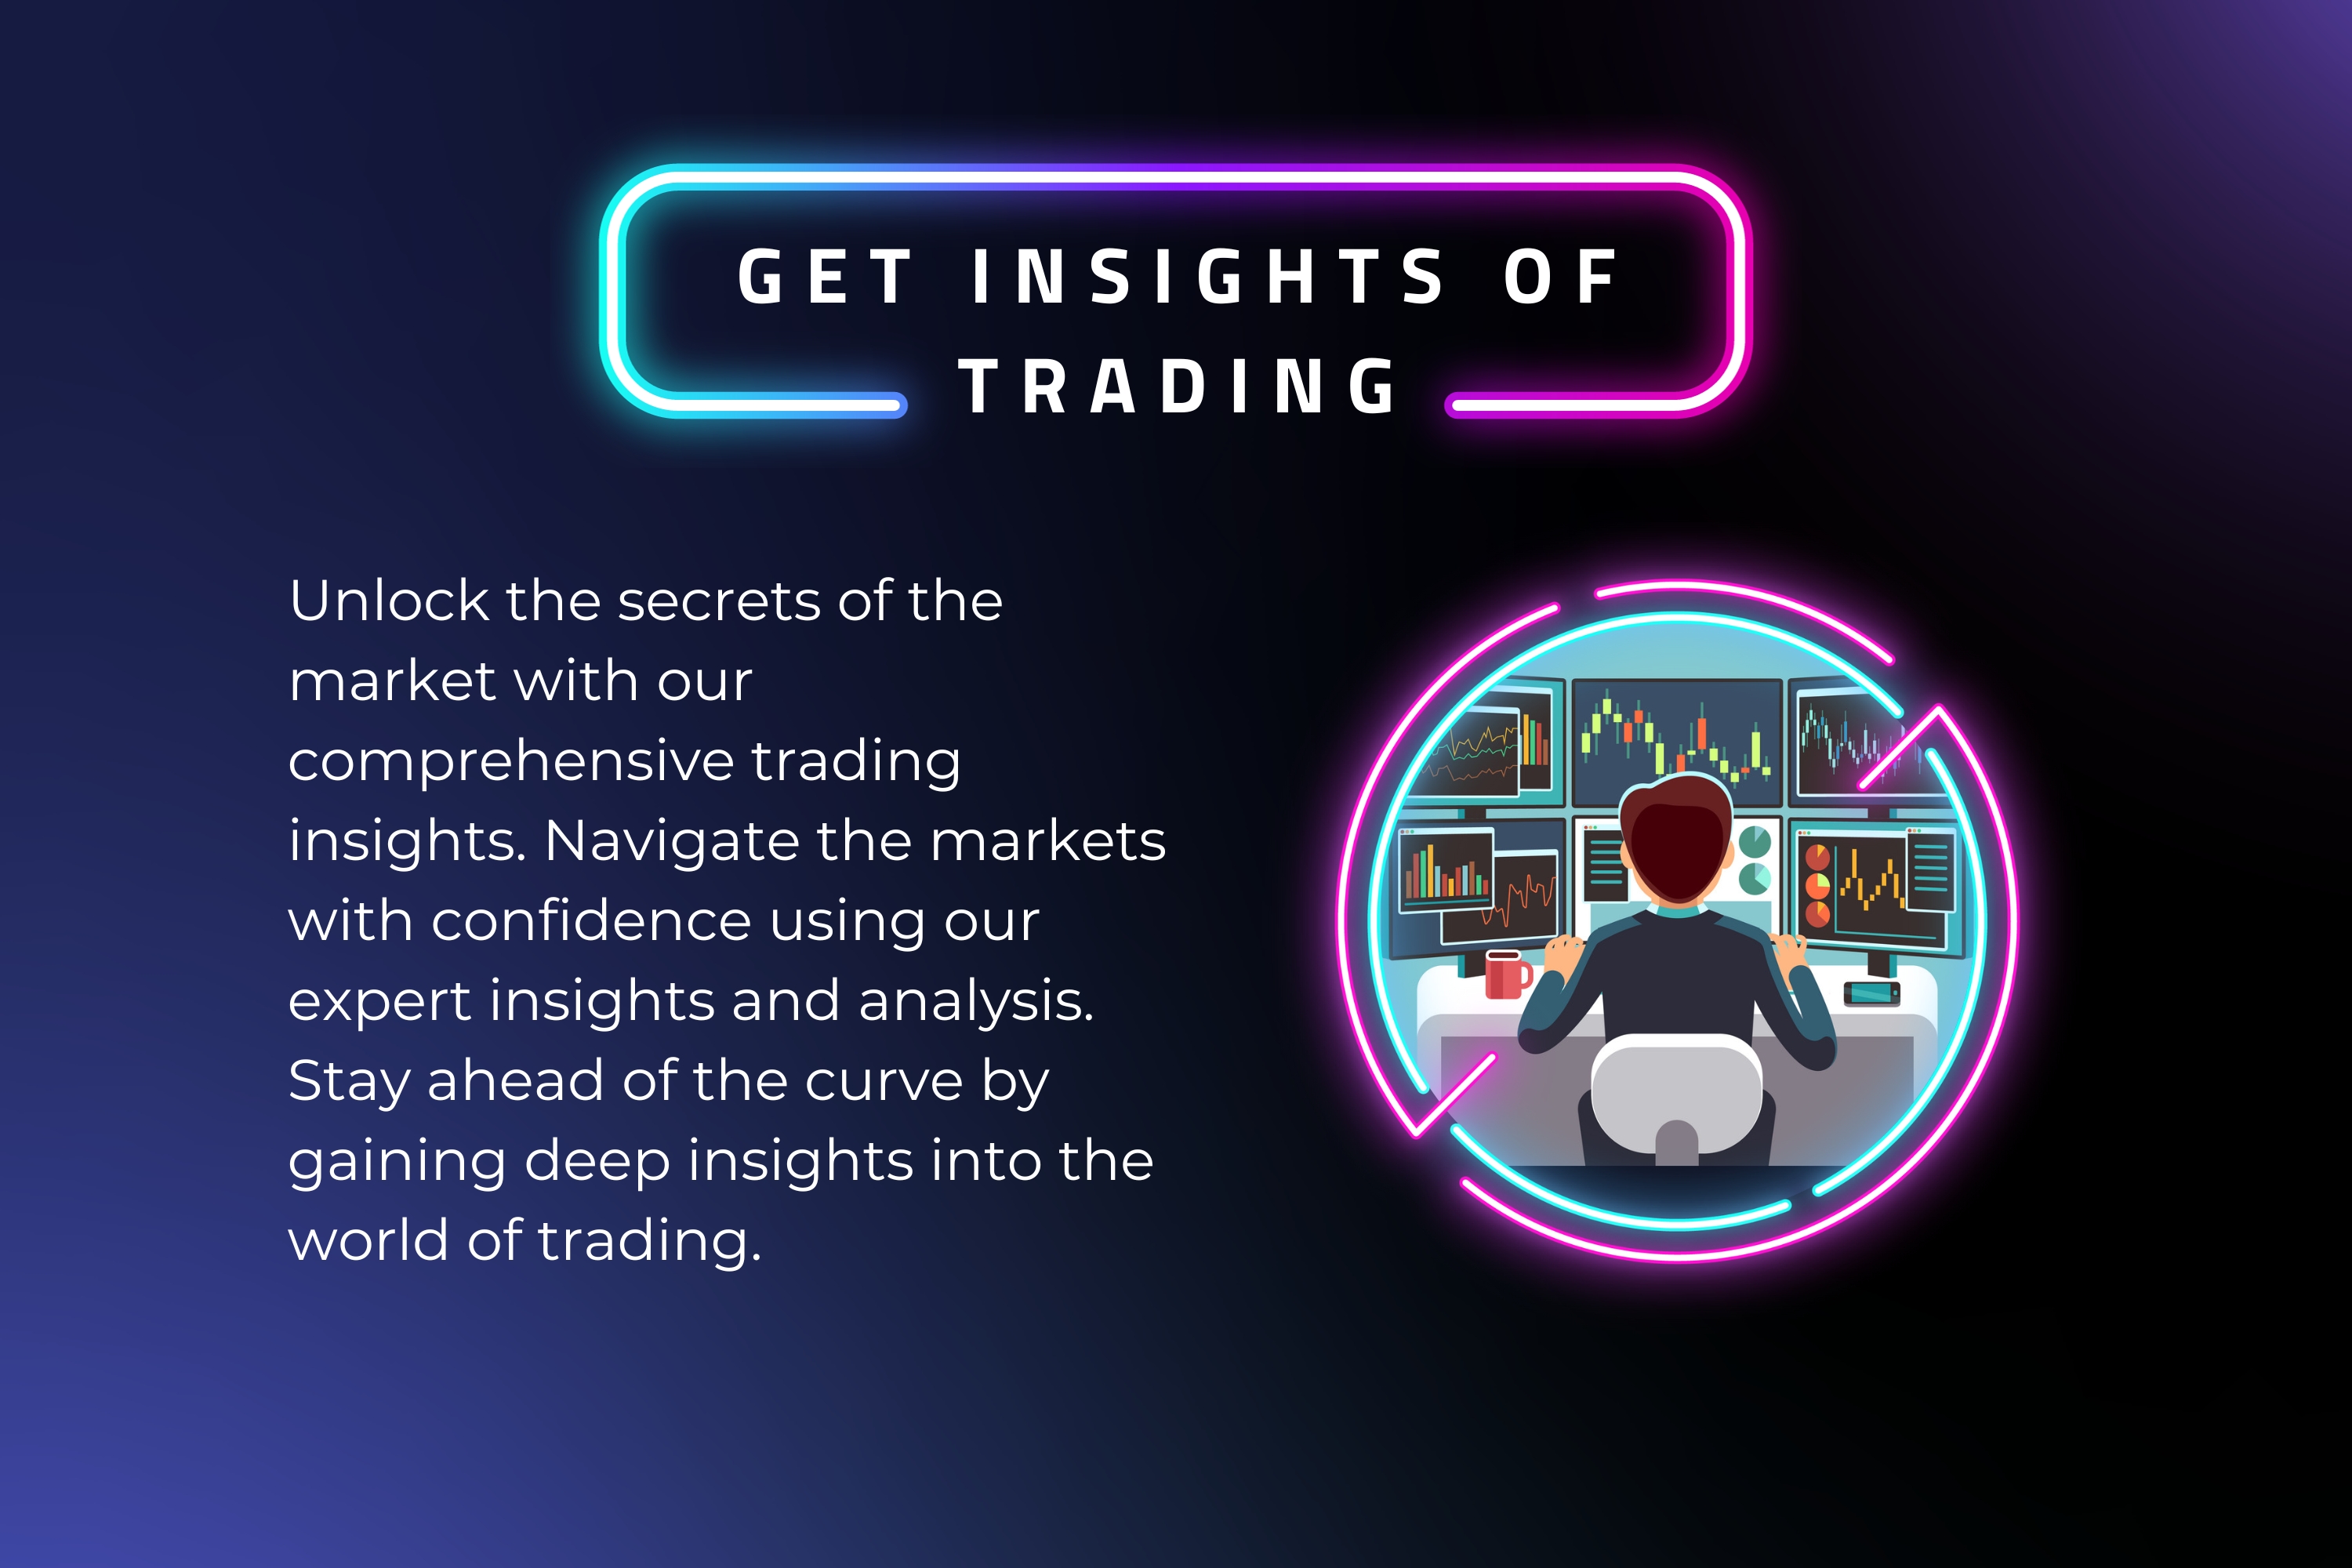 GET INSIGHTS OF
TRADING
Unlock the secrets of the
market with our
comprehensive trading
insights. Navigate the markets
with confidence using our
expert insights and analysis.
Stay ahead of the curve by
gaining deep insights into the
world of trading.